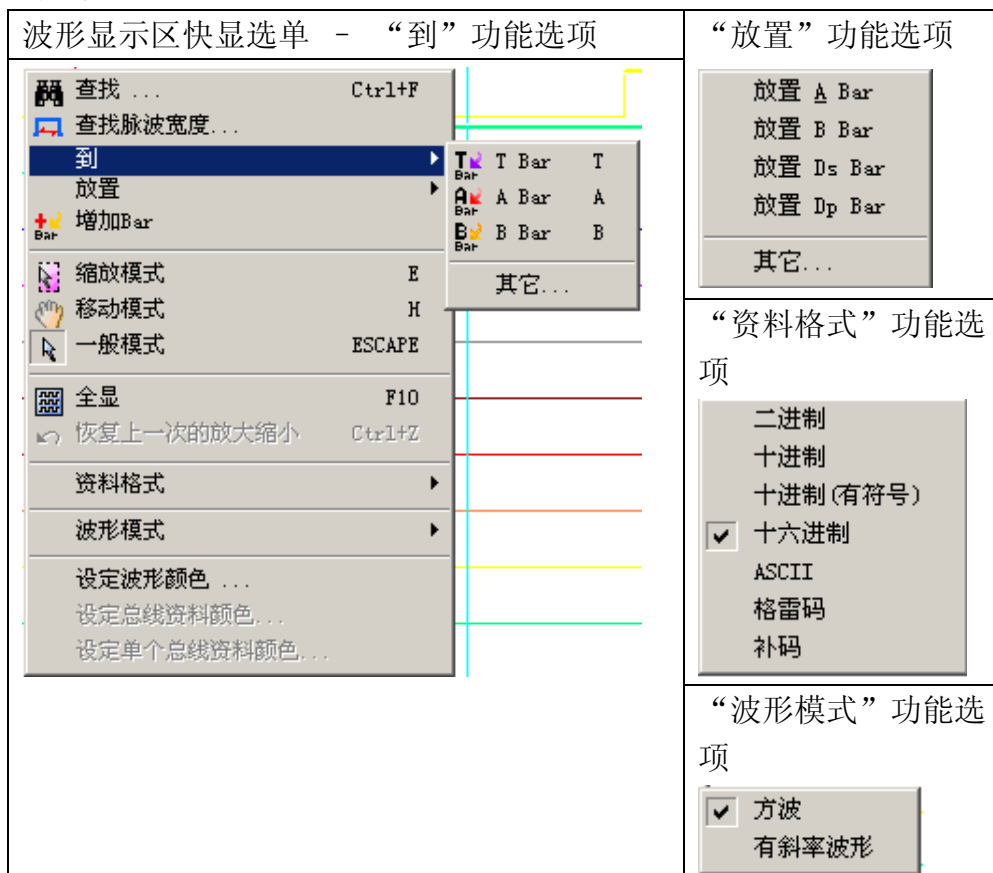 波形显示区快显选单 - “到”功能选项
查找 ... Ctrl+F
查找脉波宽度...
到
放置
增加Bar
缩放模式 E
移动模式 H
一般模式 ESCAPE
全显 F10
恢复上一次的放大缩小 Ctrl+Z
资料格式
波形模式
设定波形颜色 ...
设定总线资料颜色...
设定单个总线资料颜色...
T Bar T
A Bar A
B Bar B
其它...
“放置”功能选项
放置 A Bar
放置 B Bar
放置 Ds Bar
放置 Dp Bar
其它...
“资料格式”功能选
项
二进制
十进制
十进制(有符号)
十六进制
ASCII
格雷码
补码
“波形模式”功能选
项
方波
有斜率波形